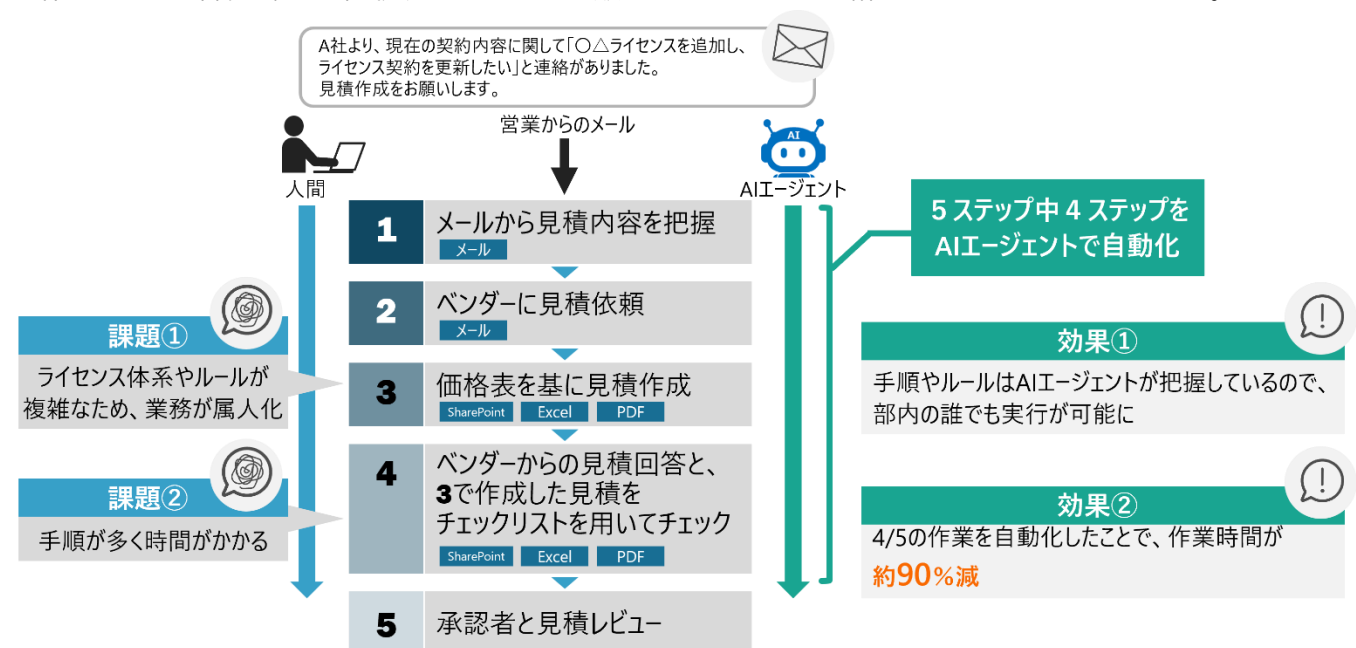 A社より、現在の契約内容に関して「〇△ライセンスを追加し、
ライセンス契約を更新したい」と連絡がありました。
見積作成をお願いします。
営業からのメール
人間
AI
AIエージェント
1
メールから見積内容を把握
メール
2
ベンダーに見積依頼
メール
3
価格表を基に見積作成
SharePoint Excel PDF
4
ベンダーからの見積回答と、
3で作成した見積を
チェックリストを用いてチェック
SharePoint Excel PDF
5
承認者と見積レビュー
課題①
ライセンス体系やルールが
複雑なため、業務が属人化
課題②
手順が多く時間がかかる
5ステップ中4ステップを
AIエージェントで自動化
効果①
手順やルールはAIエージェントが把握しているので、
部内の誰でも実行が可能に
効果②
4/5の作業を自動化したことで、作業時間が
約90%減